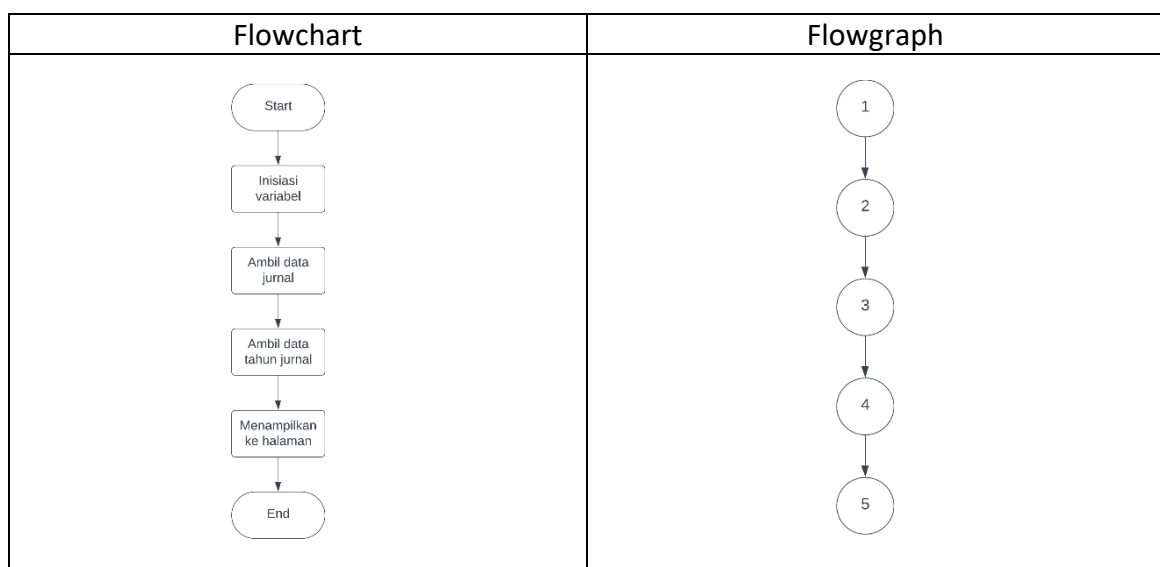 Flowchart
Flowgraph
Start
Inisiasi
variabel
Ambil data
jurnal
Ambil data
tahun jurnal
Menampilkan
ke halaman
End
1
2
3
4
5